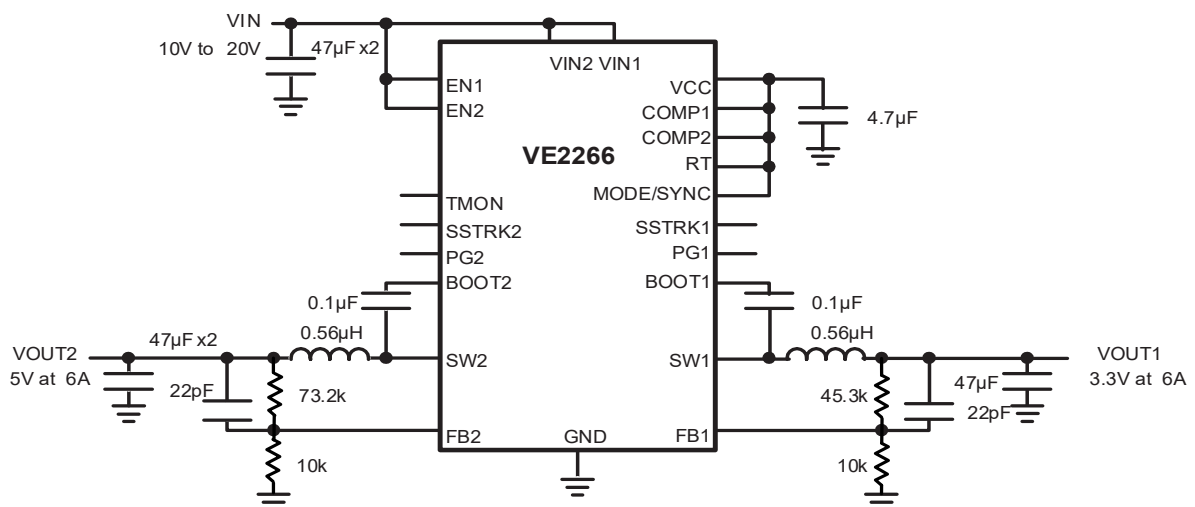 VIN
10V to 20V
47µF x2
VIN2 VIN1
EN1
EN2
VCC
COMP1
COMP2
RT
MODE/SYNC
4.7µF
VE2266
TMON
SSTRK2
PG2
BOOT2
SSTRK1
PG1
BOOT1
0.1µF
0.1µF
47µF x2
0.56µH
0.56µH
VOUT2
5V at 6A
SW2
SW1
VOUT1
3.3V at 6A
22pF
73.2k
45.3k
47µF
22pF
FB2
GND
FB1
10k
10k